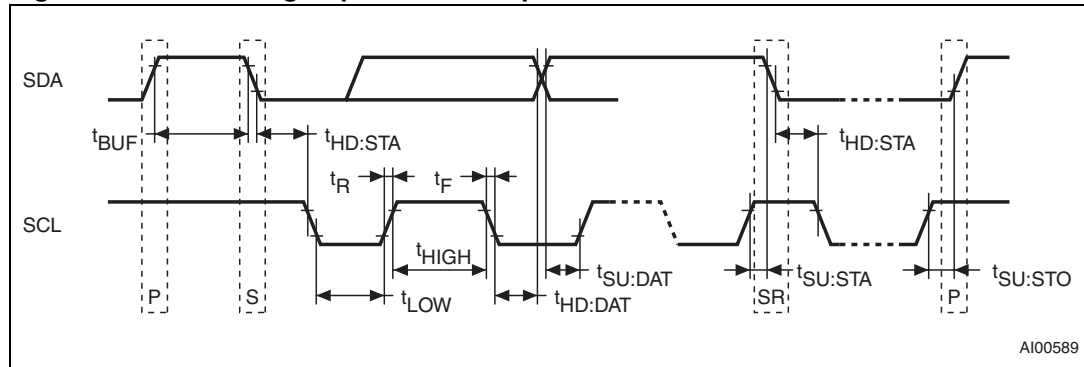 SDA
tBUF
tHD:STA
tHD:STA
tR
tF
SCL
tHIGH
tSU:DAT
tSU:STA
tSU:STO
P
S
tLOW
tHD:DAT
SR
P
AI00589